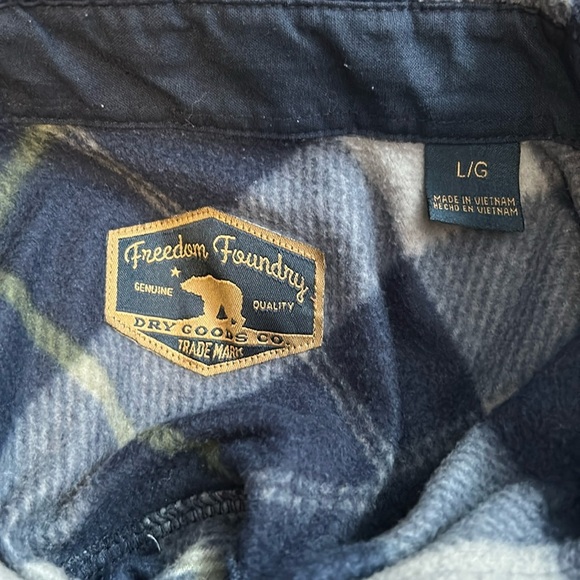 Freedom Foundry
GENUINE QUALITY
DRY GOODS CO.
TRADE MARK
L/G
MADE IN VIETNAM
HECHO EN VIETNAM